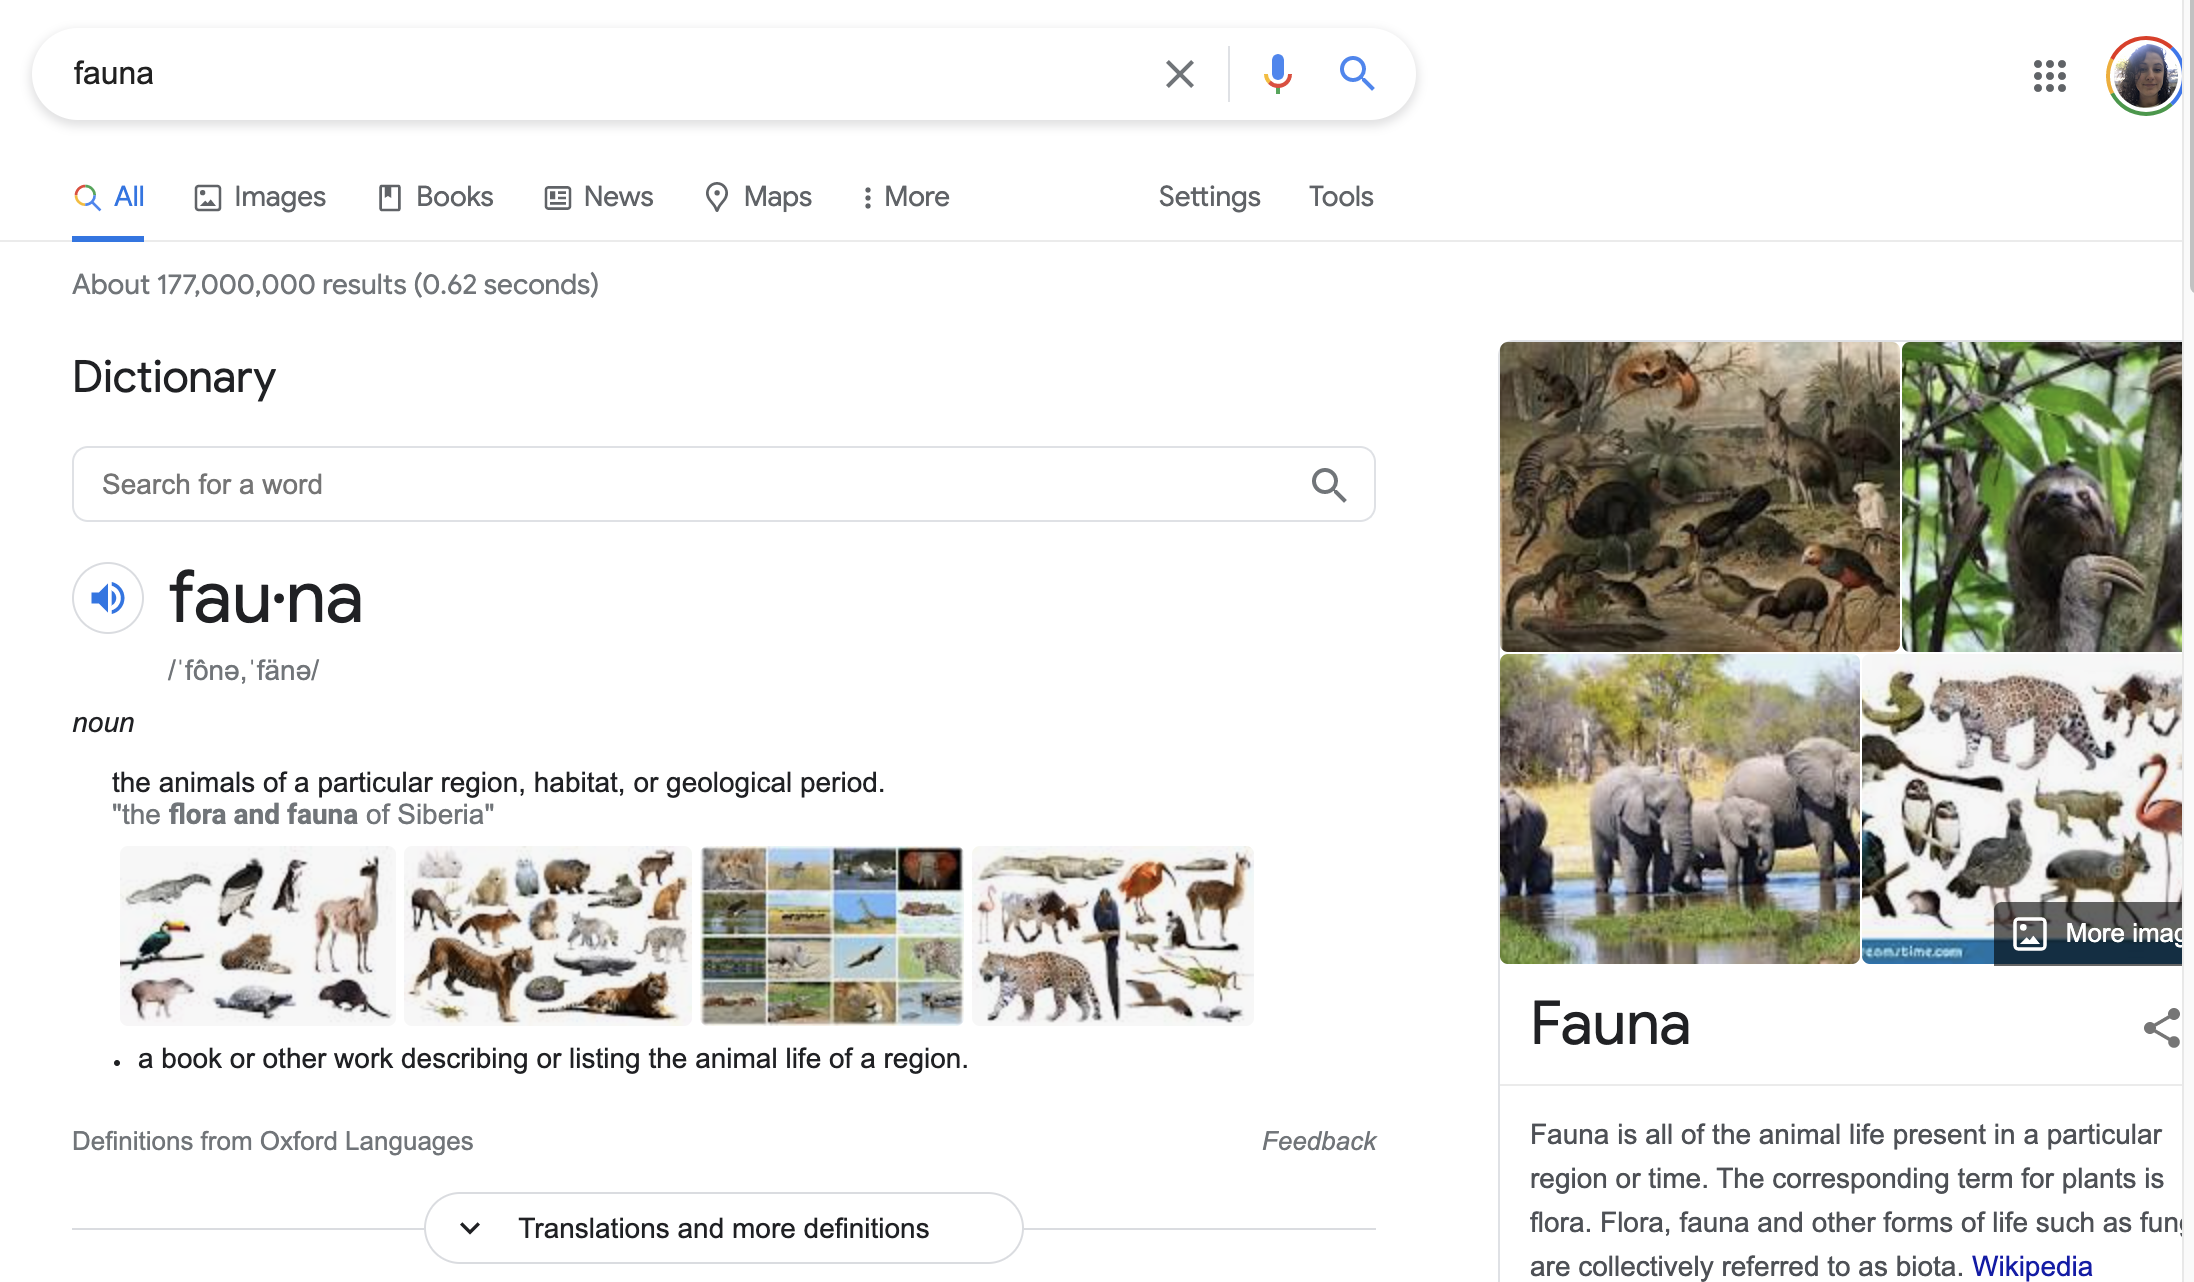 fauna
All Images Books News Maps More Settings Tools
About 177,000,000 results (0.62 seconds)
Dictionary
Search for a word
fau·na
/ˈfônə,ˈfänə/
noun
the animals of a particular region, habitat, or geological period.
"the flora and fauna of Siberia"
a book or other work describing or listing the animal life of a region.
Definitions from Oxford Languages
Feedback
Translations and more definitions
More imag
Fauna
Fauna is all of the animal life present in a particular
region or time. The corresponding term for plants is
flora. Flora, fauna and other forms of life such as fung
are collectively referred to as biota. Wikipedia